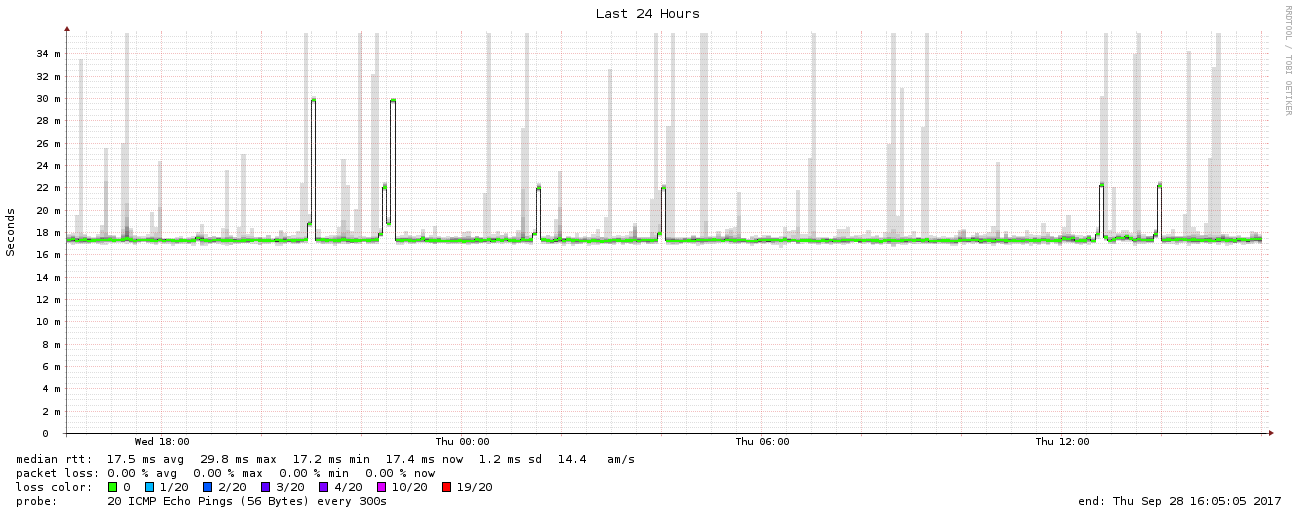 Last 24 Hours
RRDTOOL / TOBI OETIKER
Seconds
34 m
32 m
30 m
28 m
26 m
24 m
22 m
20 m
18 m
16 m
14 m
12 m
10 m
8 m
6 m
4 m
2 m
0
Wed 18:00 Thu 00:00 Thu 06:00 Thu 12:00
median rtt: 17.5 ms avg 29.8 ms max 17.2 ms min 17.4 ms now 1.2 ms sd 14.4 am/s
packet loss: 0.00 % avg 0.00 % max 0.00 % min 0.00 % now
loss color: 0 1/20 2/20 3/20 4/20 10/20 19/20
probe: 20 ICMP Echo Pings (56 Bytes) every 300s end: Thu Sep 28 16:05:05 2017